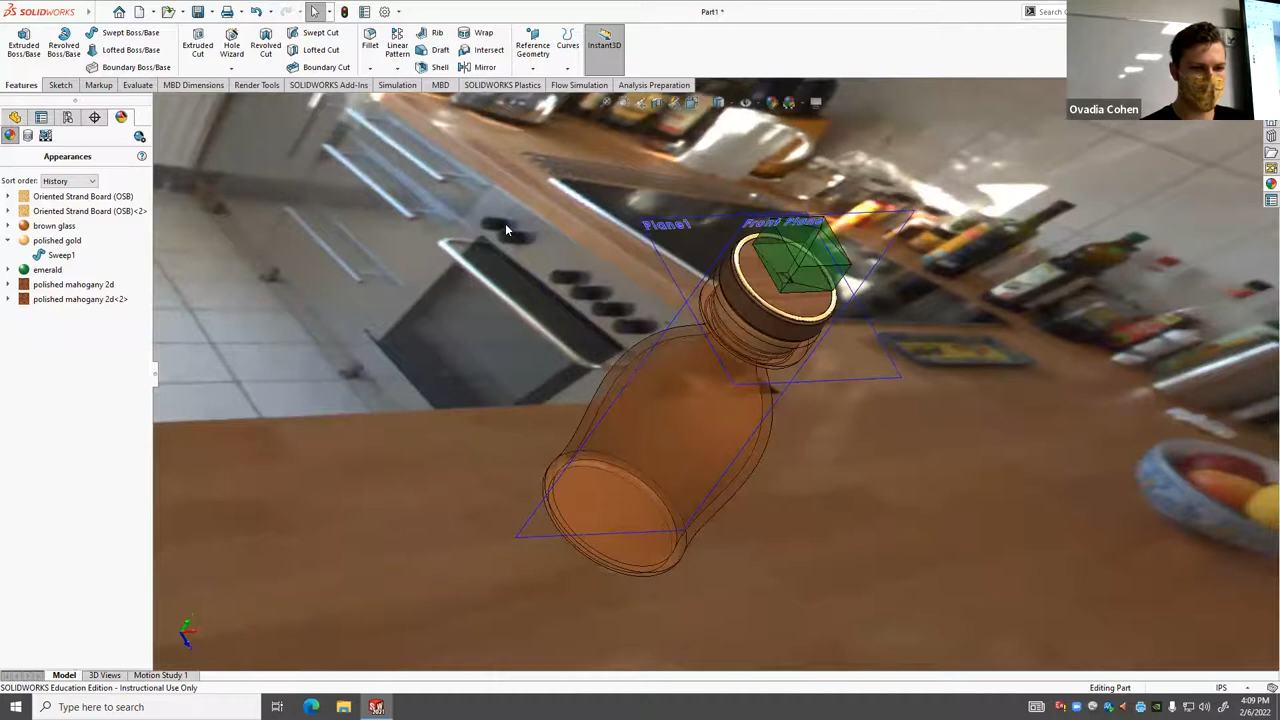 SOLIDWORKS
Part1 *
Search
Extruded Boss/Base
Revolved Boss/Base
Swept Boss/Base
Lofted Boss/Base
Boundary Boss/Base
Extruded Cut
Hole Wizard
Revolved Cut
Swept Cut
Lofted Cut
Boundary Cut
Fillet
Linear Pattern
Rib
Draft
Shell
Wrap
Intersect
Mirror
Reference Geometry
Curves
Instant3D
Features
Sketch
Markup
Evaluate
MBD Dimensions
Render Tools
SOLIDWORKS Add-Ins
Simulation
MBD
SOLIDWORKS Plastics
Flow Simulation
Analysis Preparation
Ovadia Cohen
Appearances
Sort order: History
Oriented Strand Board (OSB)
Oriented Strand Board (OSB)<2>
brown glass
polished gold
Sweep1
emerald
polished mahogany 2d
polished mahogany 2d<2>
Plane1
Front Plane
Model
3D Views
Motion Study 1
SOLIDWORKS Education Edition - Instructional Use Only
Editing Part
IPS
Type here to search
4:09 PM
2/6/2022